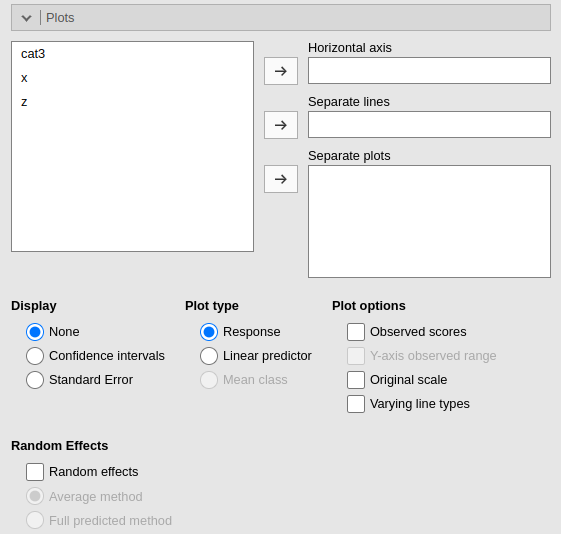 Plots
cat3
x
z
Horizontal axis
Separate lines
Separate plots
Display
None
Confidence intervals
Standard Error
Plot type
Response
Linear predictor
Mean class
Plot options
Observed scores
Y-axis observed range
Original scale
Varying line types
Random Effects
Random effects
Average method
Full predicted method